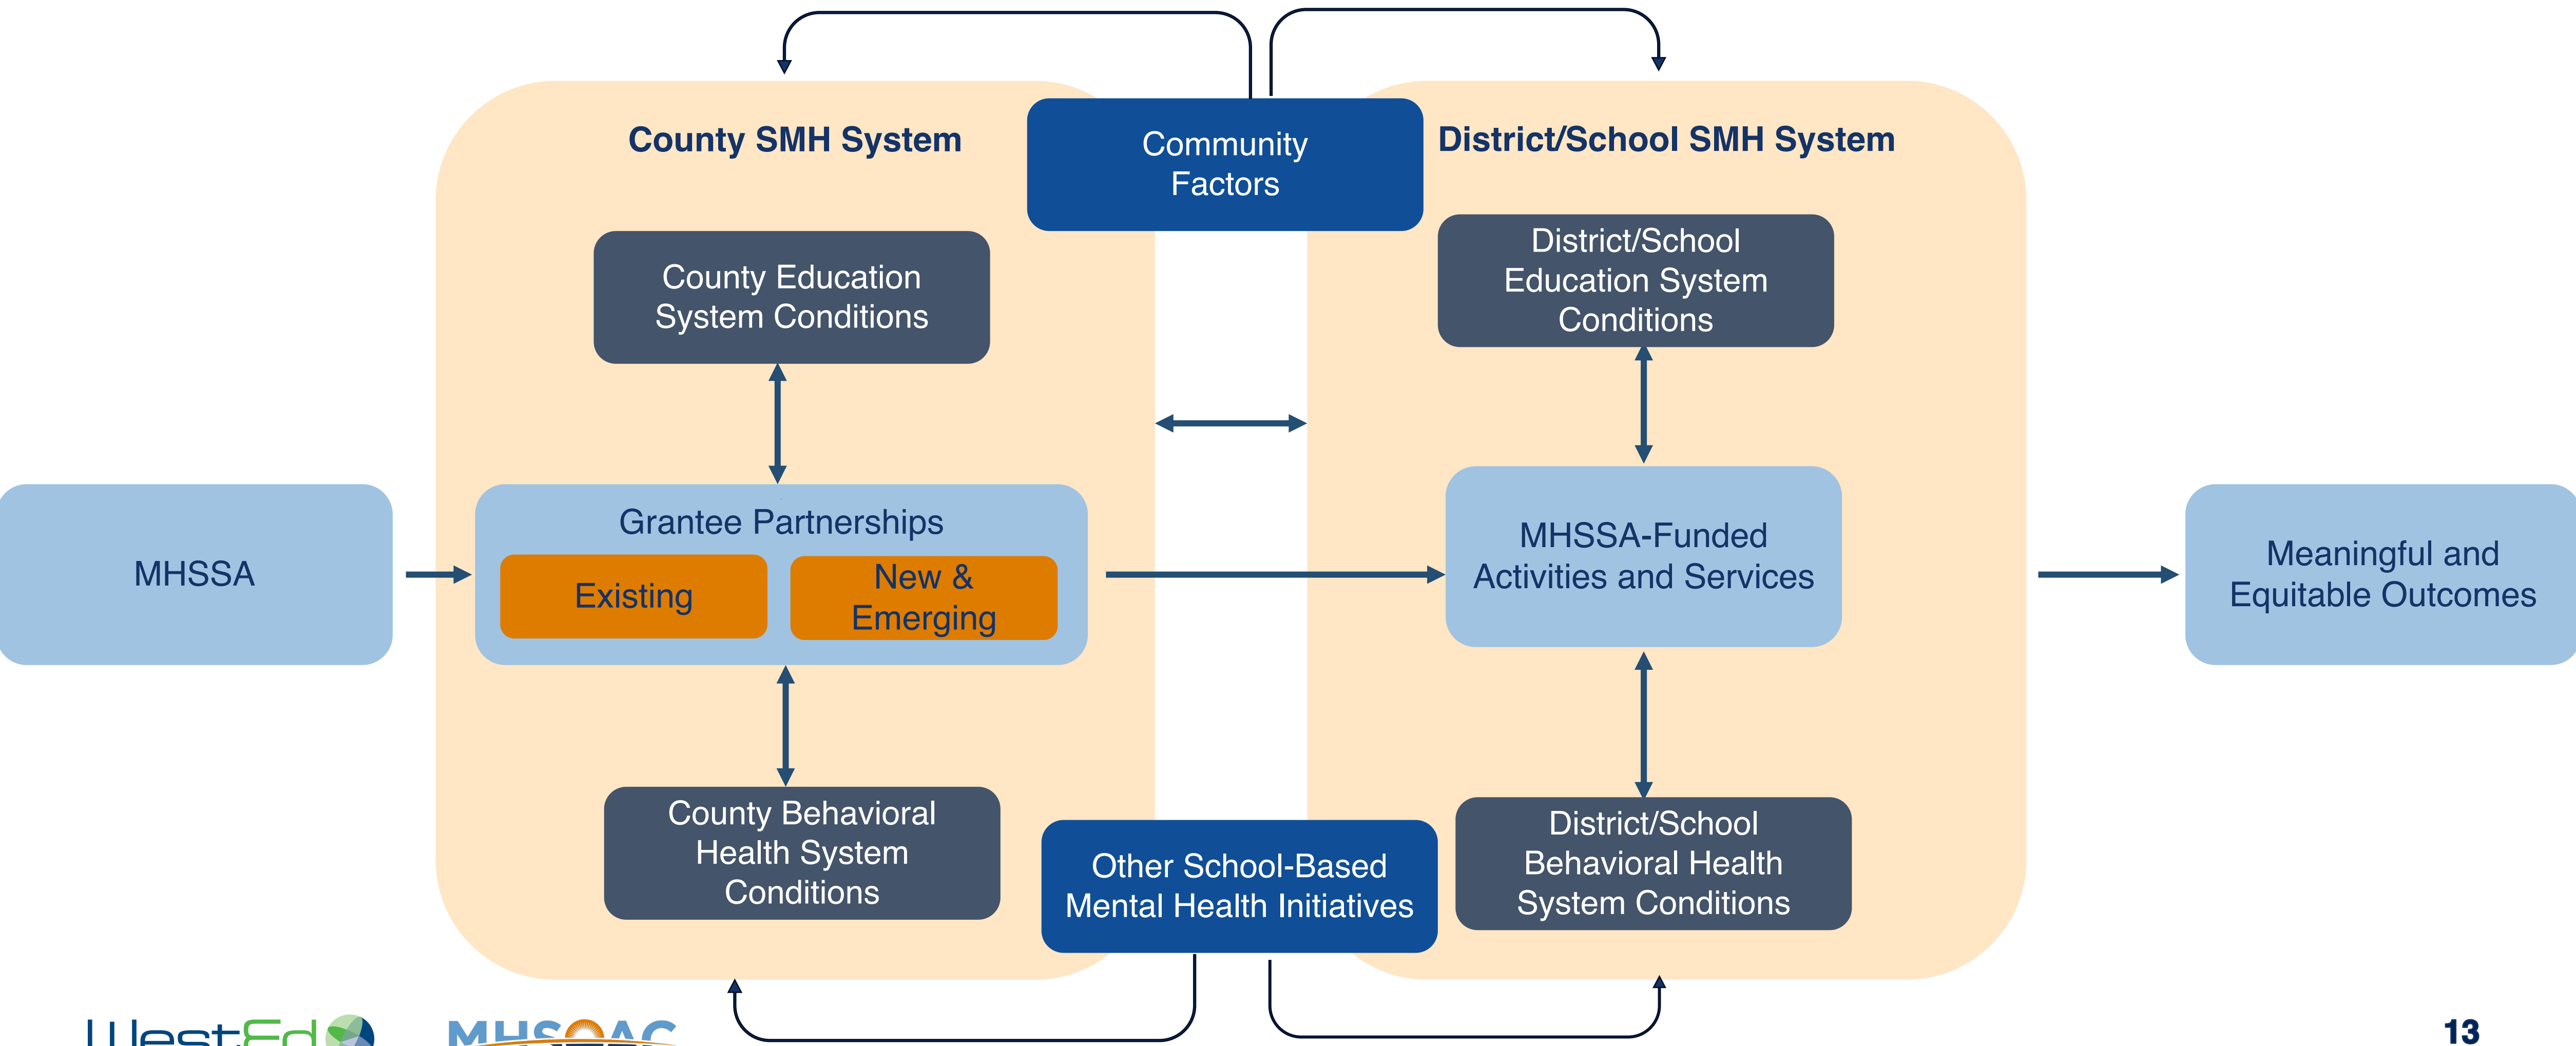 County SMH System
Community
Factors
District/School SMH System
County Education
System Conditions
District/School
Education System
Conditions
MHSSA
Grantee Partnerships
Existing
New &
Emerging
MHSSA-Funded
Activities and Services
Meaningful and
Equitable Outcomes
County Behavioral
Health System
Conditions
Other School-Based
Mental Health Initiatives
District/School
Behavioral Health
System Conditions
WestEd
MHSOAC
13